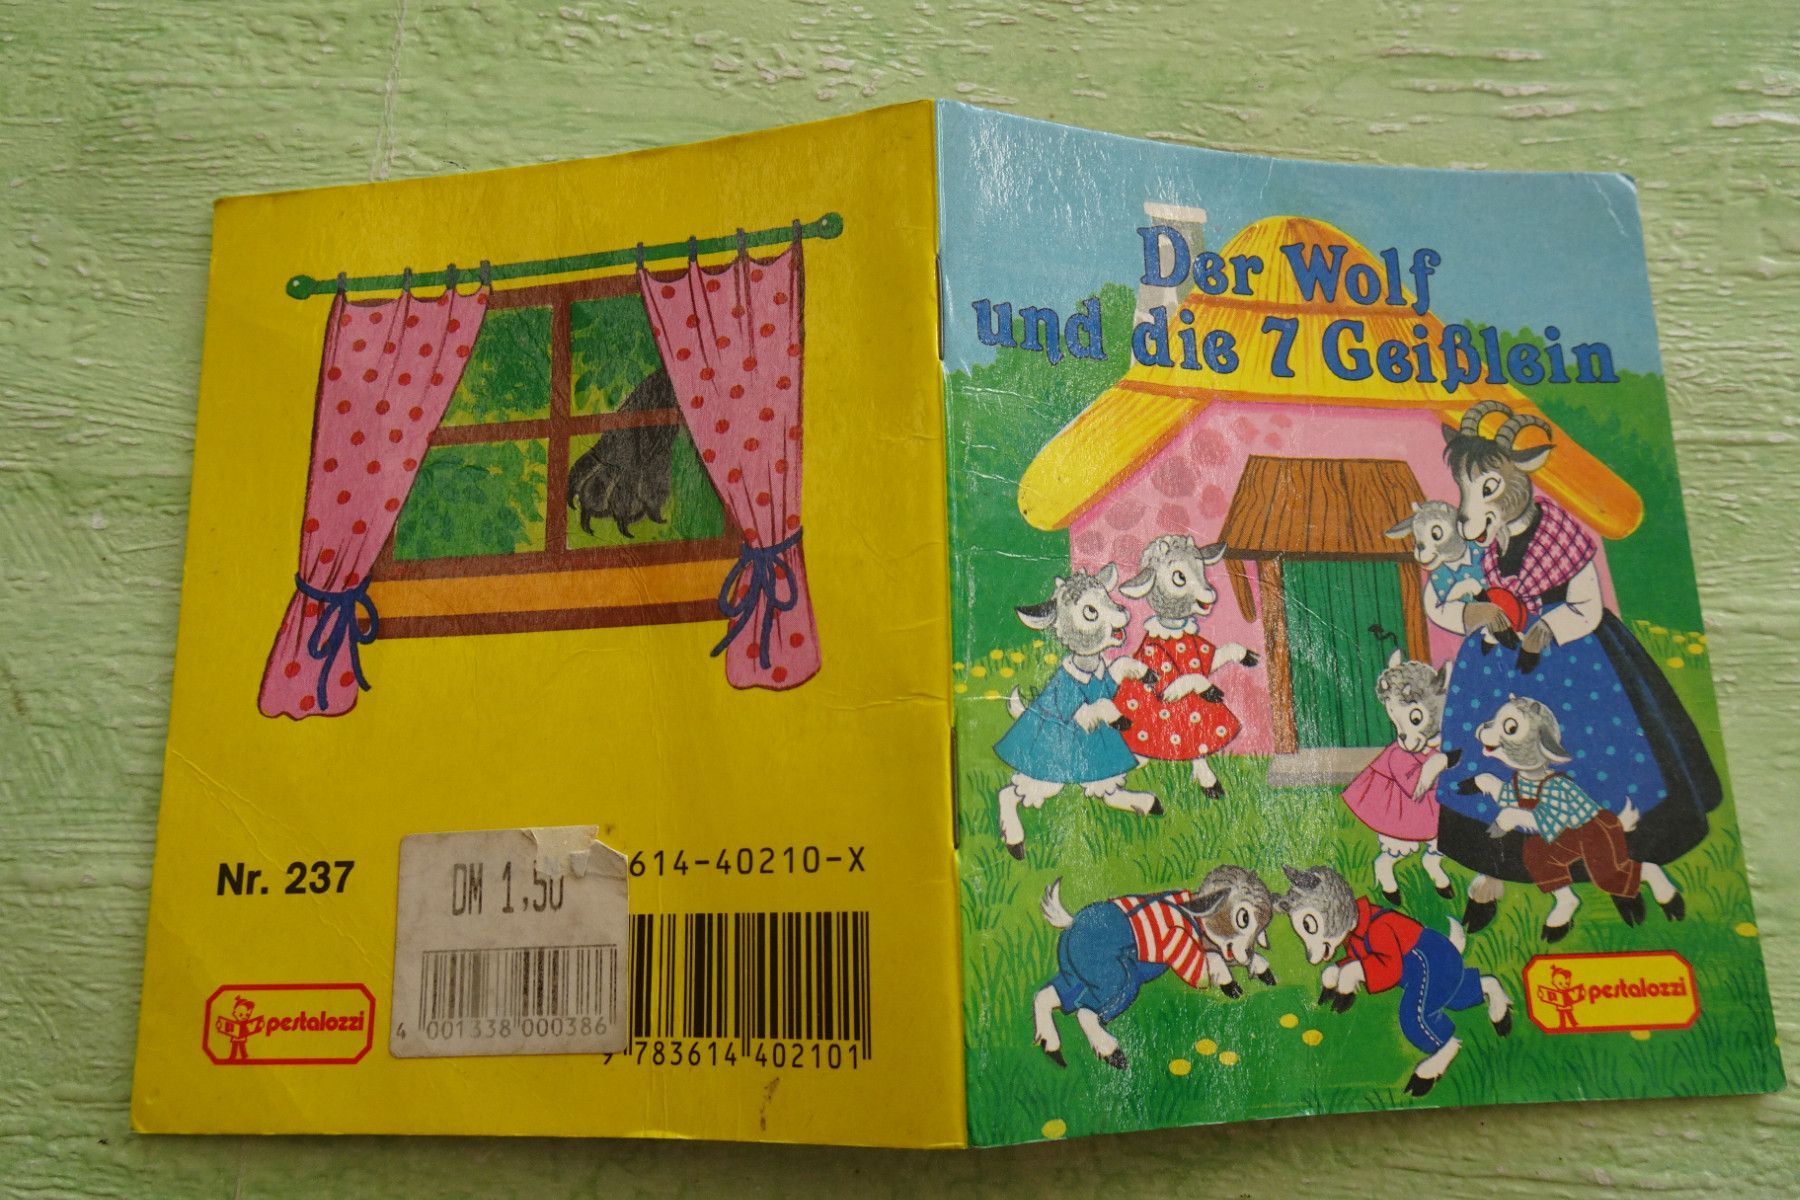 Der Wolf
und die 7 Geißlein
pestalozzi
Nr. 237
DM 1,50
614-40210-X
4 001338 000386
9 783614 402101
pestalozzi